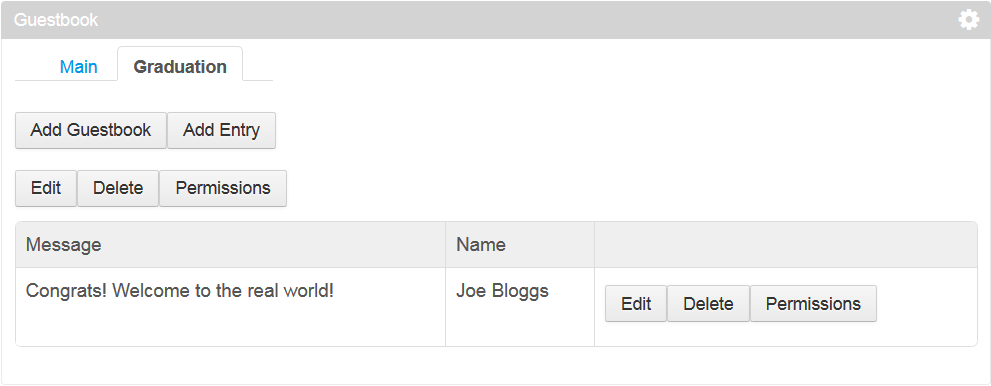 Guestbook
Main Graduation
Add Guestbook Add Entry
Edit Delete Permissions
Message Name
Congrats! Welcome to the real world! Joe Bloggs Edit Delete Permissions